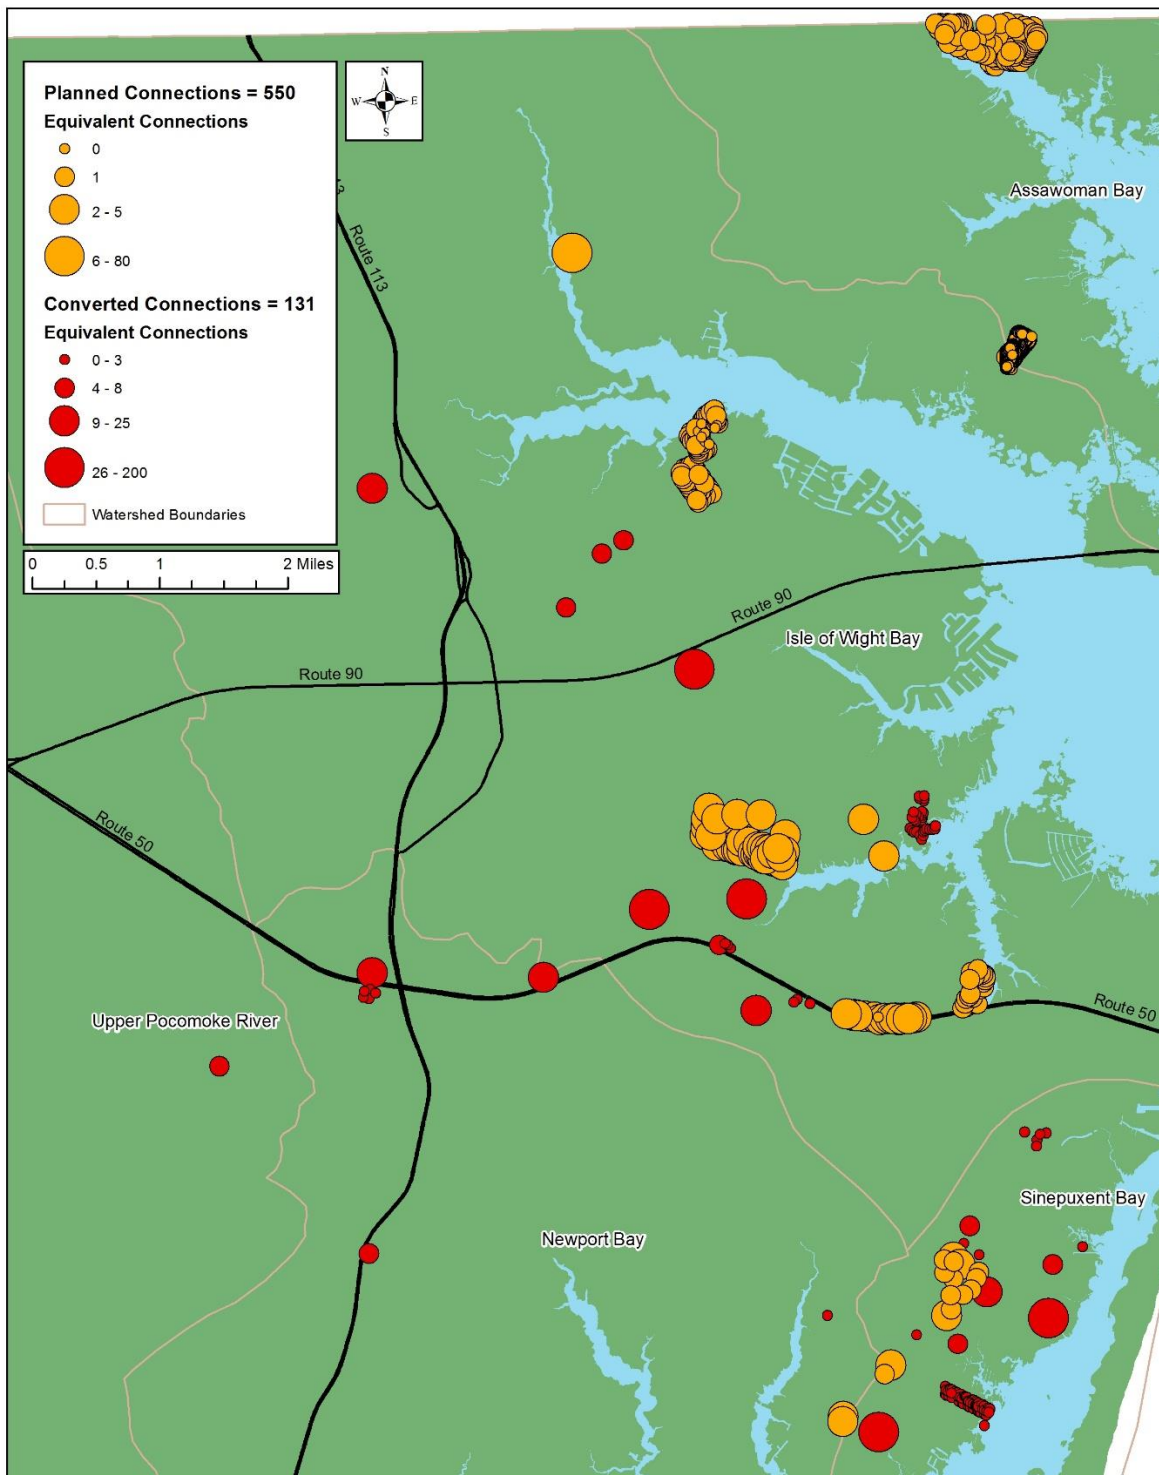 Planned Connections = 550
Equivalent Connections
0
1
2 - 5
6 - 80
Converted Connections = 131
Equivalent Connections
0 - 3
4 - 8
9 - 25
26 - 200
Watershed Boundaries
0 0.5 1 2 Miles
N
W E
S
Assawoman Bay
Route 113
Route 90
Isle of Wight Bay
Route 90
Route 50
Route 50
Upper Pocomoke River
Sinepuxent Bay
Newport Bay